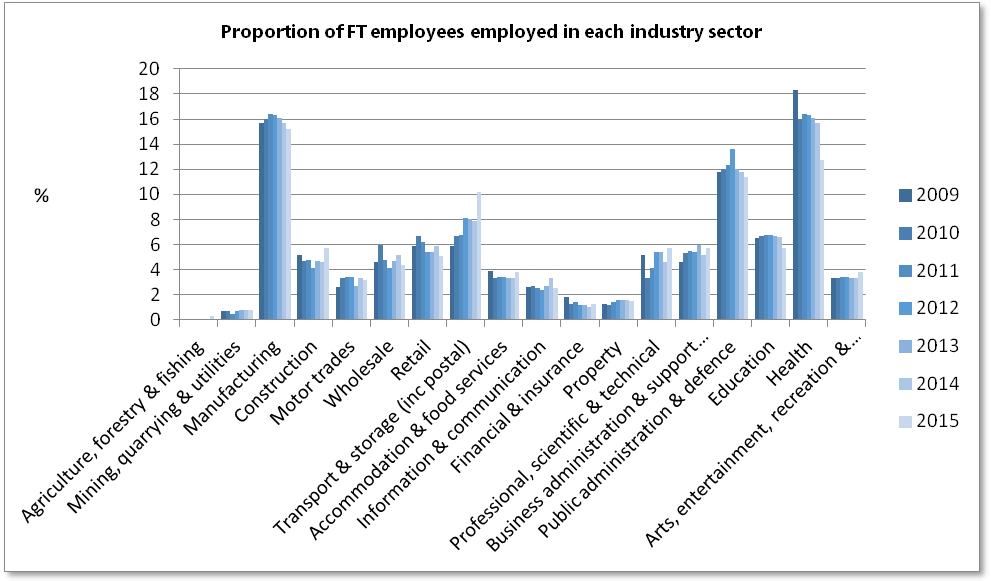 Proportion of FT employees employed in each industry sector
%
20
18
16
14
12
10
8
6
4
2
0
Agriculture, forestry & fishing
Mining, quarrying & utilities
Manufacturing
Construction
Motor trades
Wholesale
Retail
Transport & storage (inc postal)
Accommodation & food services
Information & communication
Financial & insurance
Property
Professional, scientific & technical
Business administration & support...
Public administration & defence
Education
Health
Arts, entertainment, recreation &...
2009
2010
2011
2012
2013
2014
2015